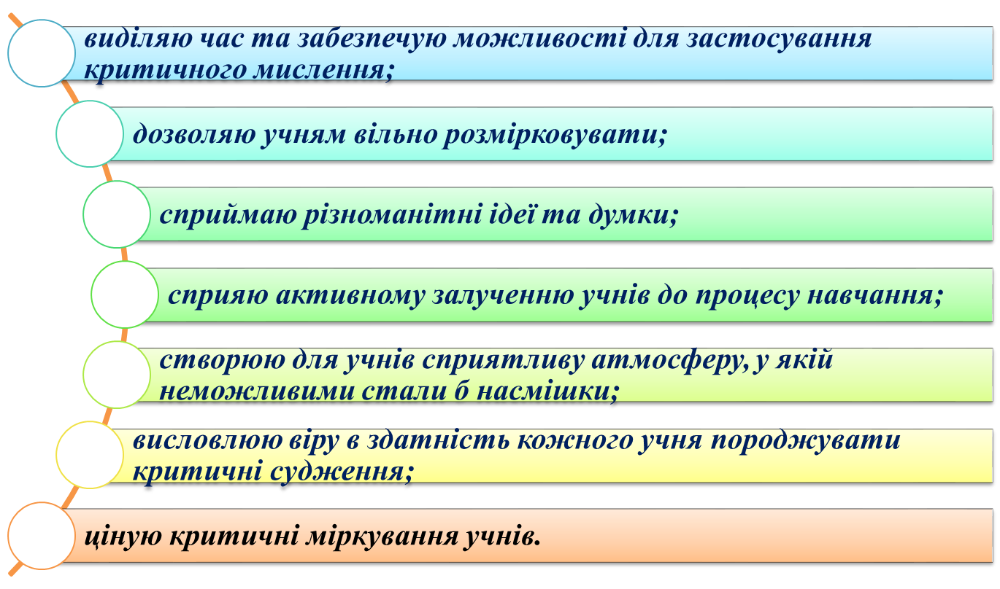 виділяю час та забезпечую можливості для застосування
критичного мислення;
дозволяю учням вільно розмірковувати;
сприймаю різноманітні ідеї та думки;
сприяю активному залученню учнів до процесу навчання;
створюю для учнів сприятливу атмосферу, у якій
неможливими стали б насмішки;
висловлюю віру в здатність кожного учня породжувати
критичні судження;
ціную критичні міркування учнів.